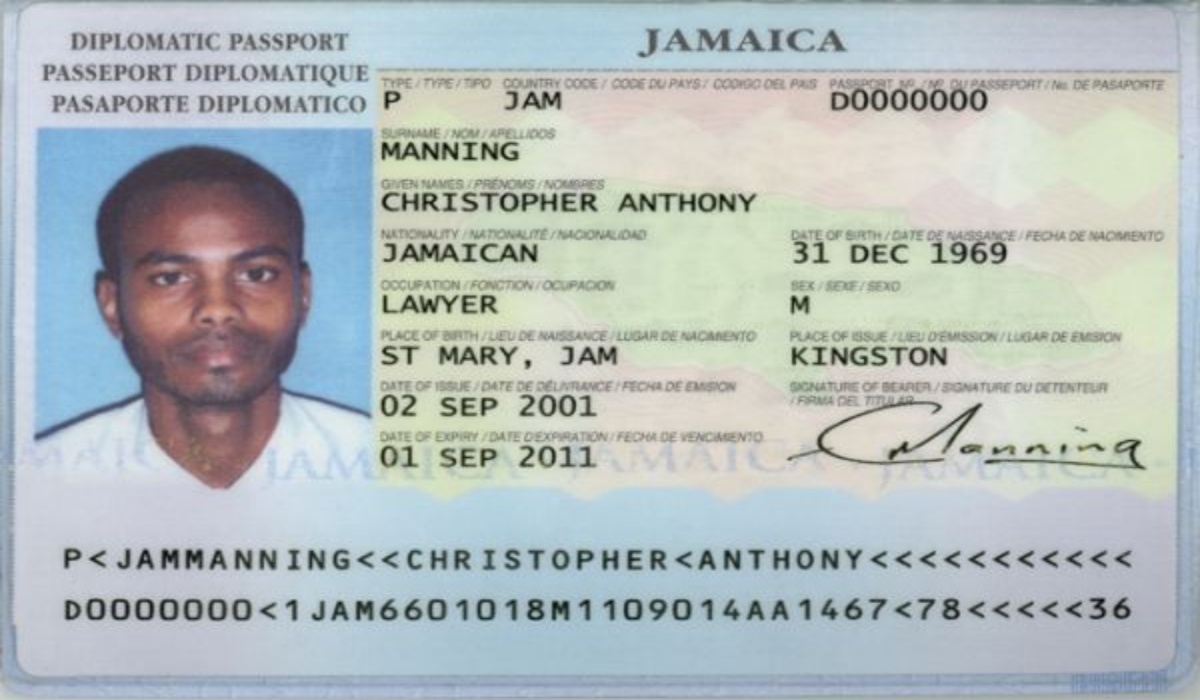 DIPLOMATIC PASSPORT
PASSEPORT DIPLOMATIQUE
PASAPORTE DIPLOMATICO
JAMAICA
TYPE / TYPE / TIPO COUNTRY CODE / CODE DU PAYS / CODIGO DEL PAIS PASSPORT NR. / Nº. DU PASSEPORT / No. DE PASAPORTE
P JAM D0000000
SURNAME / NOM / APELLIDOS
MANNING
GIVEN NAMES / PRÉNOMS / NOMBRES
CHRISTOPHER ANTHONY
NATIONALITY / NATIONALITÉ / NACIONALIDAD DATE OF BIRTH / DATE DE NAISSANCE / FECHA DE NACIMIENTO
JAMAICAN 31 DEC 1969
OCCUPATION / FONCTION / OCUPACION SEX / SEXE / SEXO
LAWYER M
PLACE OF BIRTH / LIEU DE NAISSANCE / LUGAR DE NACIMIENTO PLACE OF ISSUE / LIEU D'ÉMISSION / LUGAR DE EMISION
ST MARY, JAM KINGSTON
DATE OF ISSUE / DATE DE DÉLIVRANCE / FECHA DE EMISION SIGNATURE OF BEARER / SIGNATURE DU DETENTEUR
/ FIRMA DEL TITULAR
02 SEP 2001
DATE OF EXPIRY / DATE D'EXPIRATION / FECHA DE VENCIMIENTO
01 SEP 2011
CManning
JAMAICA JAMAICA JAMAICA JAMAICA
P<JAMMANNING<<CHRISTOPHER<ANTHONY<<<<<<<<<<<
D0000000<1JAM6601018M1109014AA1467<78<<<<<36